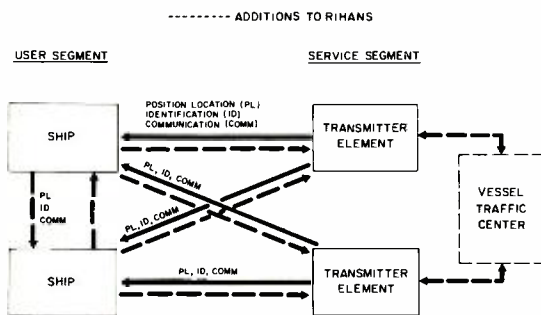 --------- ADDITIONS TO RIHANS
USER SEGMENT
SERVICE SEGMENT
POSITION LOCATION (PL)
IDENTIFICATION (ID)
COMMUNICATION (COMM)
SHIP
TRANSMITTER
ELEMENT
PL, ID, COMM
PL
ID
COMM
PL, ID, COMM
VESSEL
TRAFFIC
CENTER
SHIP
PL, ID, COMM
TRANSMITTER
ELEMENT